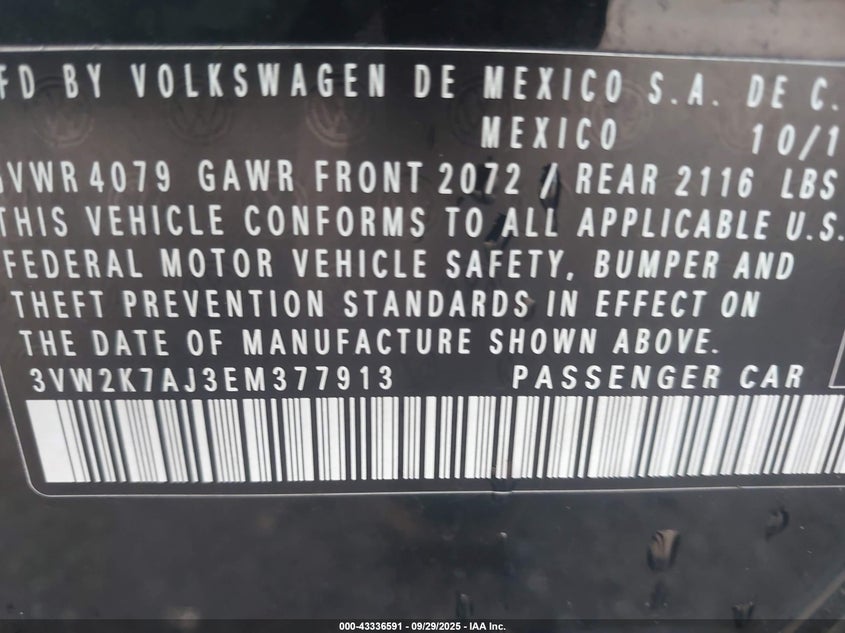 FD BY VOLKSWAGEN DE MEXICO S.A. DE C.
MEXICO 10/1
VWR 4079 GAWR FRONT 2072 / REAR 2116 LBS
THIS VEHICLE CONFORMS TO ALL APPLICABLE U.S.
FEDERAL MOTOR VEHICLE SAFETY, BUMPER AND
THEFT PREVENTION STANDARDS IN EFFECT ON
THE DATE OF MANUFACTURE SHOWN ABOVE.
3VW2K7AJ3EM377913 PASSENGER CAR
000-43336591 / 09/29/2025 - IAA Inc.